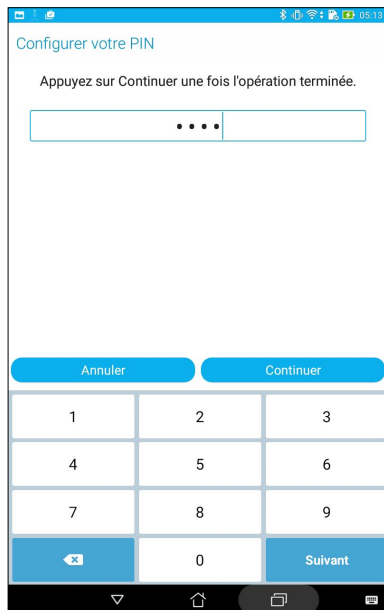 05:13
Configurer votre PIN
Appuyez sur Continuer une fois l'opération terminée.
••••
Annuler
Continuer
1 2 3
4 5 6
7 8 9
0 Suivant